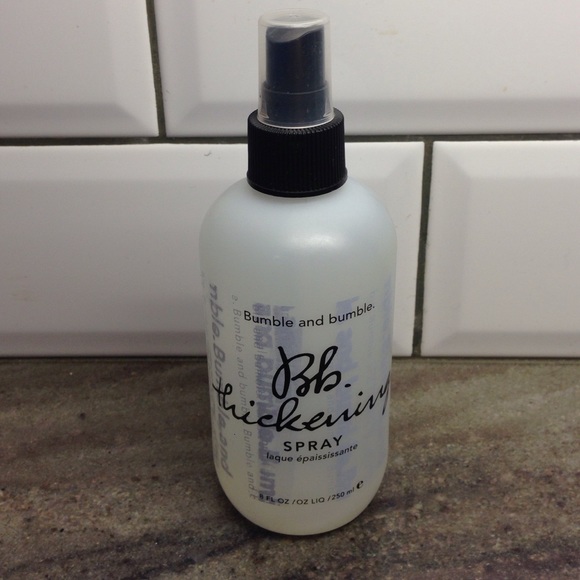 Bumble and bumble.
Bb.
thickening
SPRAY
laque épaississante
8 FL OZ/OZ LIQ/250 ml e